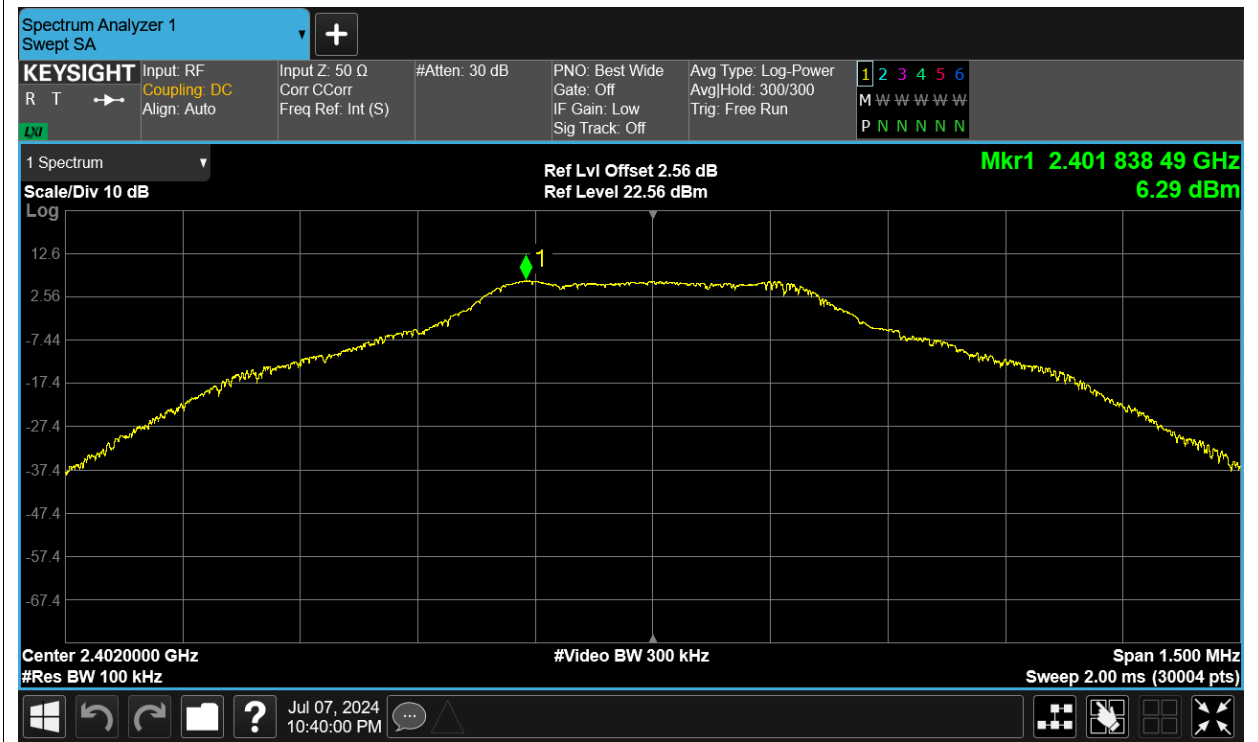 Spectrum Analyzer 1
Swept SA
KEYSIGHT
R T
LXI
Input: RF
Coupling: DC
Align: Auto
Input Z: 50 Ω
Corr CCorr
Freq Ref: Int (S)
#Atten: 30 dB
PNO: Best Wide
Gate: Off
IF Gain: Low
Sig Track: Off
Avg Type: Log-Power
Avg|Hold: 300/300
Trig: Free Run
1 2 3 4 5 6
M W W W W W
P N N N N N
1 Spectrum
Scale/Div 10 dB
Log
Ref Lvl Offset 2.56 dB
Ref Level 22.56 dBm
Mkr1 2.401 838 49 GHz
6.29 dBm
1
12.6
2.56
-7.44
-17.4
-27.4
-37.4
-47.4
-57.4
-67.4
Center 2.4020000 GHz
#Res BW 100 kHz
#Video BW 300 kHz
Span 1.500 MHz
Sweep 2.00 ms (30004 pts)
?
Jul 07, 2024
10:40:00 PM